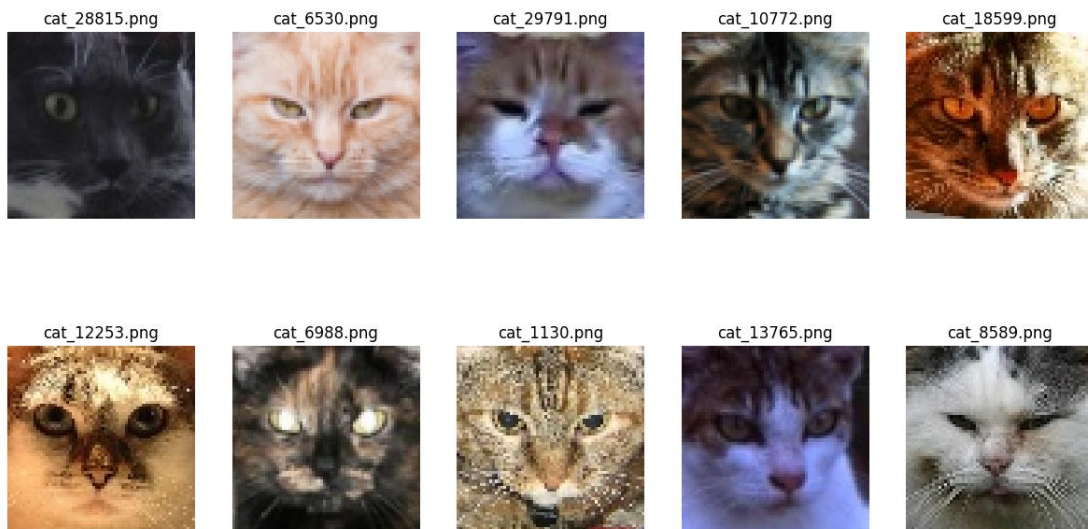 cat_28815.png
cat_6530.png
cat_29791.png
cat_10772.png
cat_18599.png
cat_12253.png
cat_6988.png
cat_1130.png
cat_13765.png
cat_8589.png